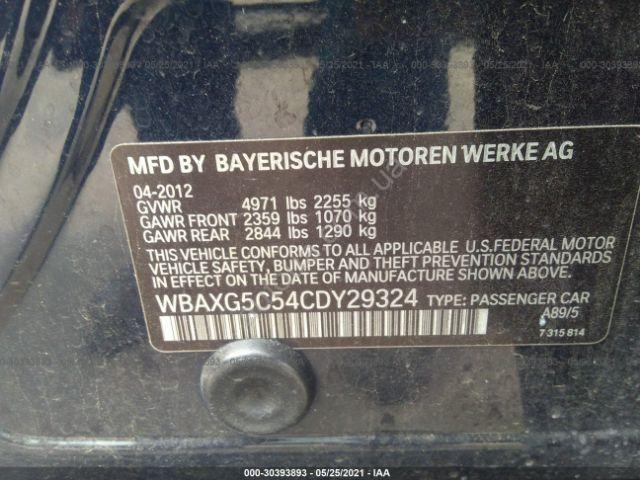 MFD BY BAYERISCHE MOTOREN WERKE AG
04-2012
GVWR 4971 lbs 2255 kg
GAWR FRONT 2359 lbs 1070 kg
GAWR REAR 2844 lbs 1290 kg
THIS VEHICLE CONFORMS TO ALL APPLICABLE U.S.FEDERAL MOTOR
VEHICLE SAFETY, BUMPER AND THEFT PREVENTION STANDARDS
IN EFFECT ON THE DATE OF MANUFACTURE SHOWN ABOVE.
WBAXG5C54CDY29324 TYPE: PASSENGER CAR
A89/5
7 315 814
000-30393893 - 05/25/2021 - IAA